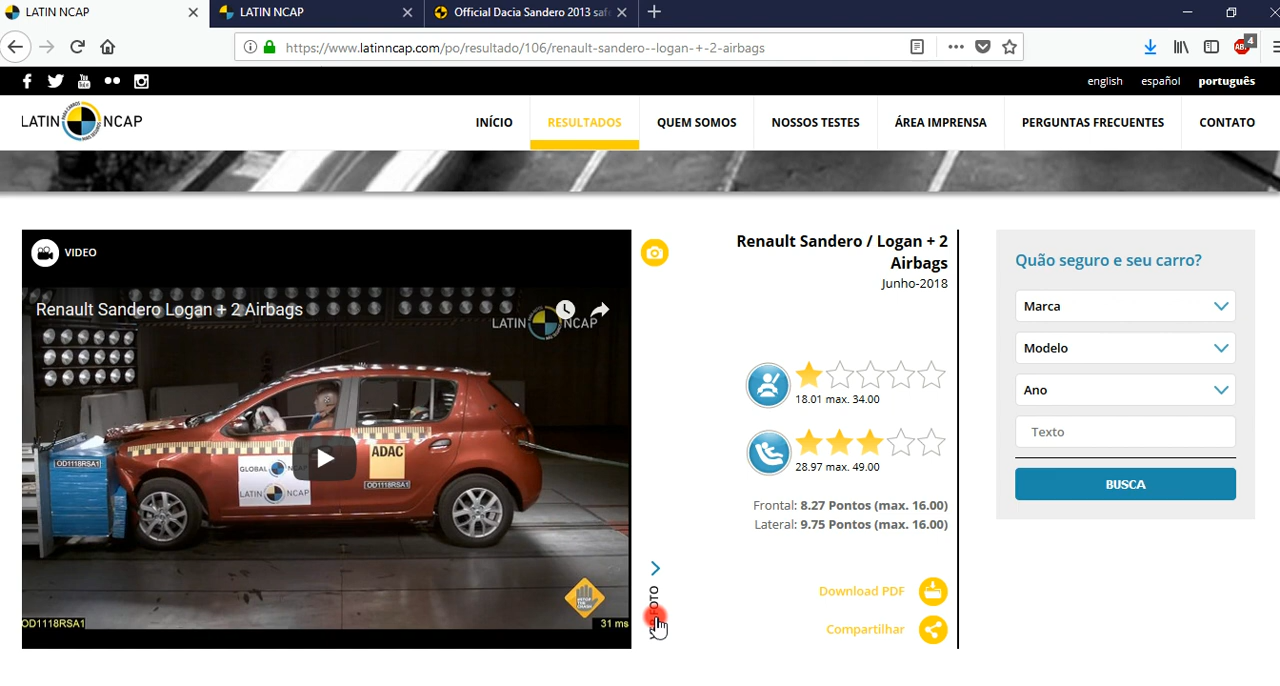 LATIN NCAP
LATIN NCAP
Official Dacia Sandero 2013 saf
https://www.latinncap.com/po/resultado/106/renault-sandero--logan-+-2-airbags
ABP
4
english español português
LATIN NCAP
INÍCIO RESULTADOS QUEM SOMOS NOSSOS TESTES ÁREA IMPRENSA PERGUNTAS FRECUENTES CONTATO
VIDEO
Renault Sandero Logan + 2 Airbags
LATIN NCAP
OD1118RSA1
ADAC
GLOBAL NCAP
LATIN NCAP
OD1118RSA1
OD1118RSA1
31 ms
FOTO
Renault Sandero / Logan + 2
Airbags
Junho-2018
18.01 max. 34.00
28.97 max. 49.00
Frontal: 8.27 Pontos (max. 16.00)
Lateral: 9.75 Pontos (max. 16.00)
Download PDF
Compartilhar
Quão seguro e seu carro?
Marca
Modelo
Ano
Texto
BUSCA